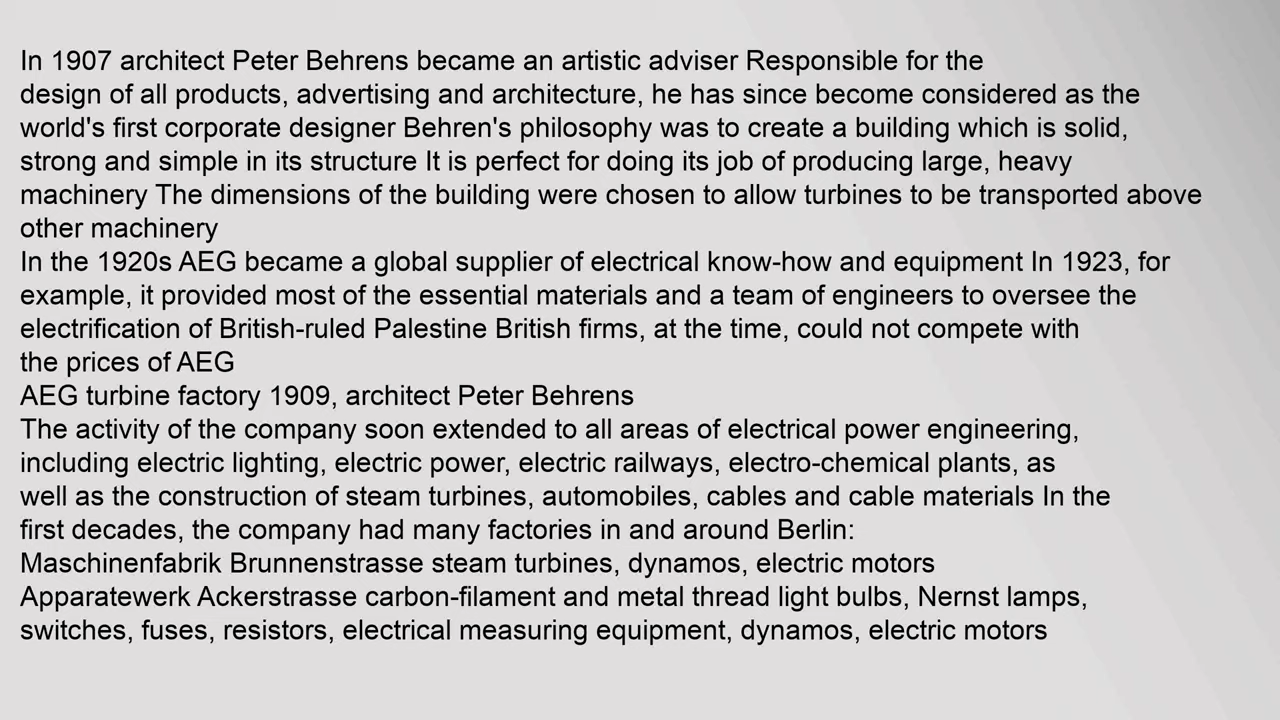 In 1907 architect Peter Behrens became an artistic adviser Responsible for the
design of all products, advertising and architecture, he has since become considered as the
world's first corporate designer Behren's philosophy was to create a building which is solid,
strong and simple in its structure It is perfect for doing its job of producing large, heavy
machinery The dimensions of the building were chosen to allow turbines to be transported above
other machinery
In the 1920s AEG became a global supplier of electrical know-how and equipment In 1923, for
example, it provided most of the essential materials and a team of engineers to oversee the
electrification of British-ruled Palestine British firms, at the time, could not compete with
the prices of AEG
AEG turbine factory 1909, architect Peter Behrens
The activity of the company soon extended to all areas of electrical power engineering,
including electric lighting, electric power, electric railways, electro-chemical plants, as
well as the construction of steam turbines, automobiles, cables and cable materials In the
first decades, the company had many factories in and around Berlin:
Maschinenfabrik Brunnenstrasse steam turbines, dynamos, electric motors
Apparatewerk Ackerstrasse carbon-filament and metal thread light bulbs, Nernst lamps,
switches, fuses, resistors, electrical measuring equipment, dynamos, electric motors